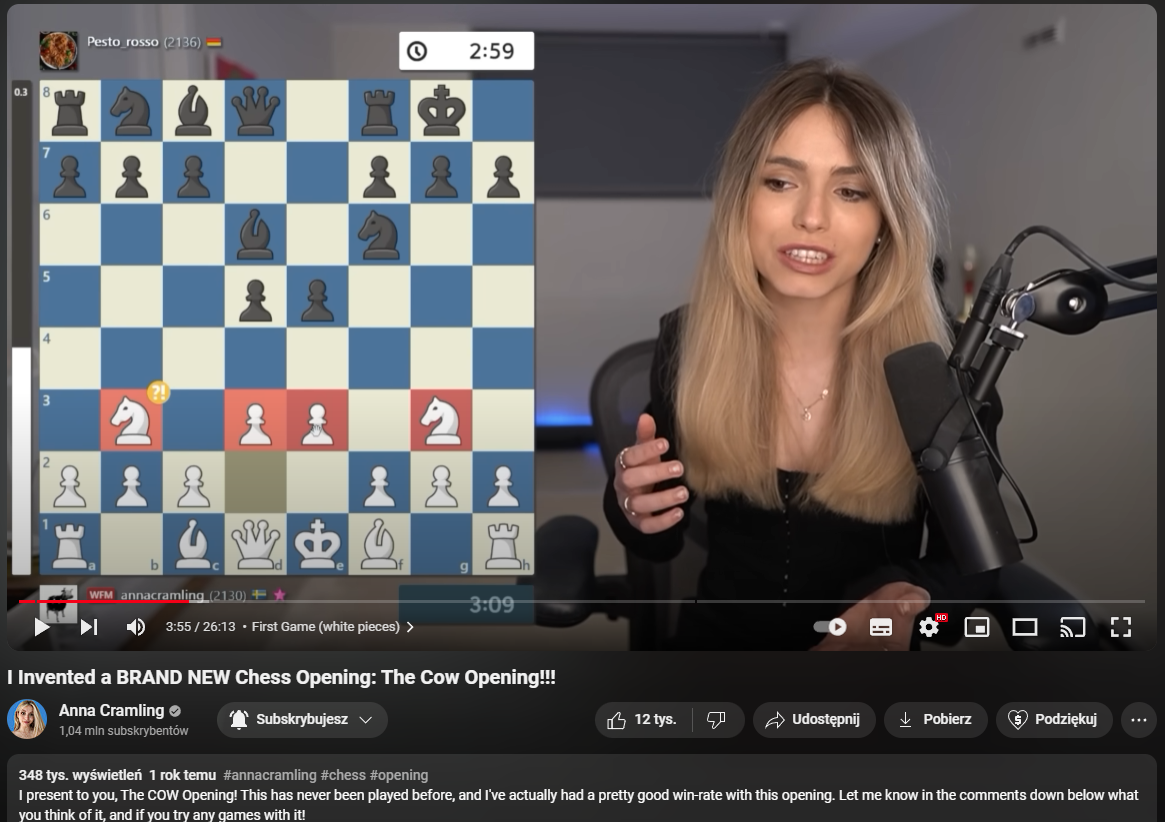 Pesto_rosso (2136)
2:59
0.3
8
7
6
5
4
3
?!
2
1
a b c d e f g h
WFM annacramling (2130)
3:09
3:55 / 26:13 • First Game (white pieces)
HD
I Invented a BRAND NEW Chess Opening: The Cow Opening!!!
Anna Cramling
1,04 mln subskrybentów
Subskrybujesz
12 tys.
Udostępnij
Pobierz
Podziękuj
348 tys. wyświetleń 1 rok temu #annacramling #chess #opening
I present to you, The COW Opening! This has never been played before, and I've actually had a pretty good win-rate with this opening. Let me know in the comments down below what
you think of it, and if you try any games with it!